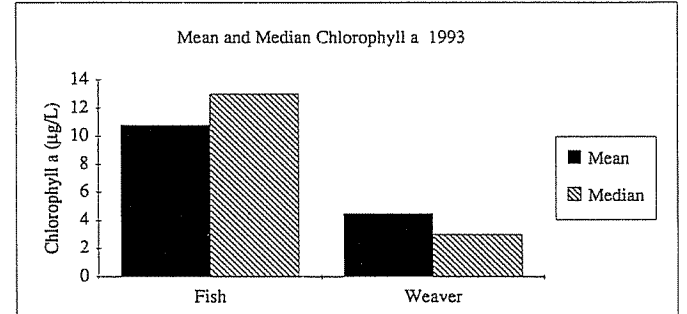 Mean and Median Chlorophyll a 1993
14
12
10
8
6
4
2
0
Chlorophyll a (µg/L)
Fish
Weaver
Mean
Median